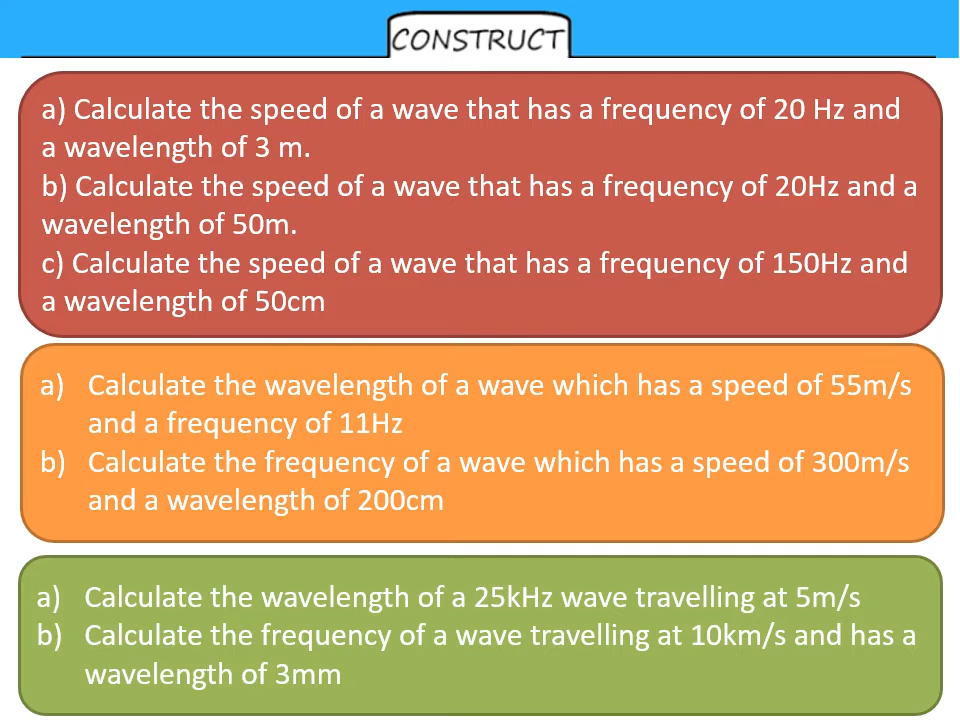 CONSTRUCT
a) Calculate the speed of a wave that has a frequency of 20 Hz and
a wavelength of 3 m.
b) Calculate the speed of a wave that has a frequency of 20Hz and a
wavelength of 50m.
c) Calculate the speed of a wave that has a frequency of 150Hz and
a wavelength of 50cm
a) Calculate the wavelength of a wave which has a speed of 55m/s
and a frequency of 11Hz
b) Calculate the frequency of a wave which has a speed of 300m/s
and a wavelength of 200cm
a) Calculate the wavelength of a 25kHz wave travelling at 5m/s
b) Calculate the frequency of a wave travelling at 10km/s and has a
wavelength of 3mm